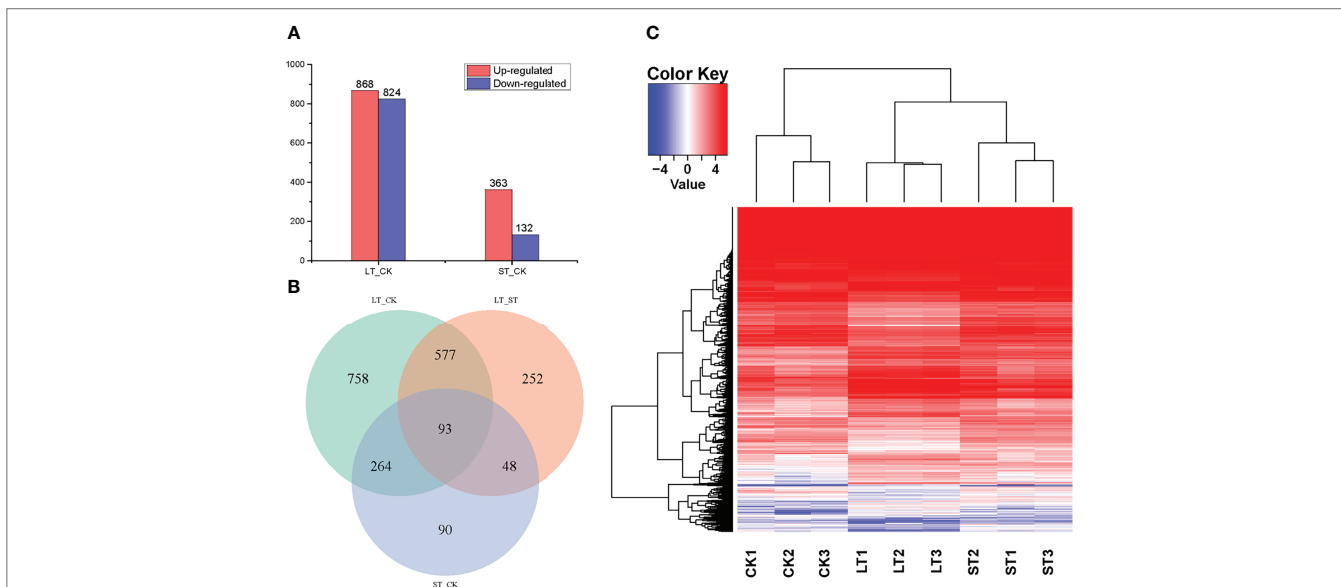 A
1000
800
600
400
200
0
868
824
363
132
Up-regulated
Down-regulated
LT_CK
ST_CK
B
LT_CK
LT_ST
577
758
252
93
264
48
90
ST_CK
C
Color Key
−4 0 4
Value
CK1 CK2 CK3 LT1 LT2 LT3 ST2 ST1 ST3